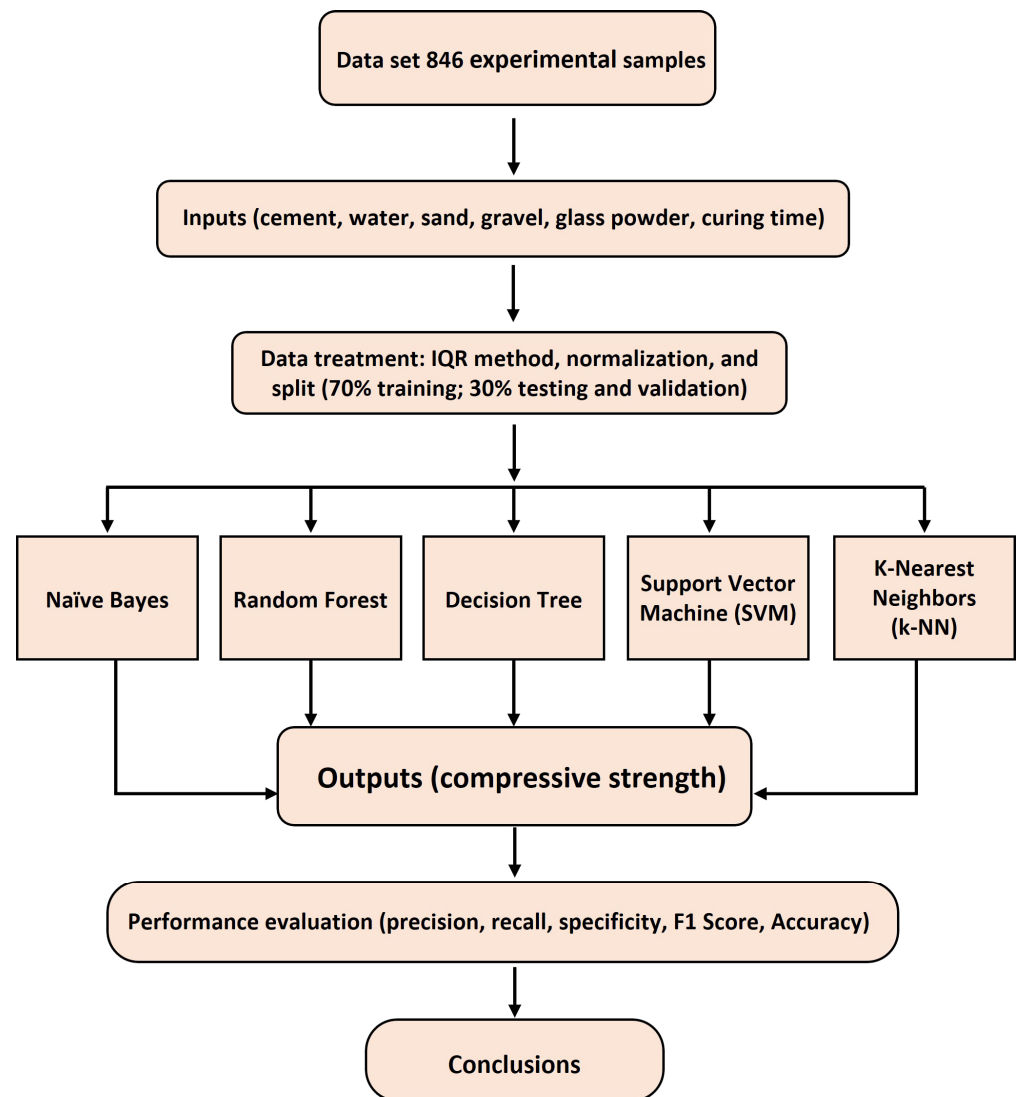 Data set 846 experimental samples
Inputs (cement, water, sand, gravel, glass powder, curing time)
Data treatment: IQR method, normalization, and
split (70% training; 30% testing and validation)
Naïve Bayes
Random Forest
Decision Tree
Support Vector
Machine (SVM)
K-Nearest
Neighbors
(k-NN)
Outputs (compressive strength)
Performance evaluation (precision, recall, specificity, F1 Score, Accuracy)
Conclusions